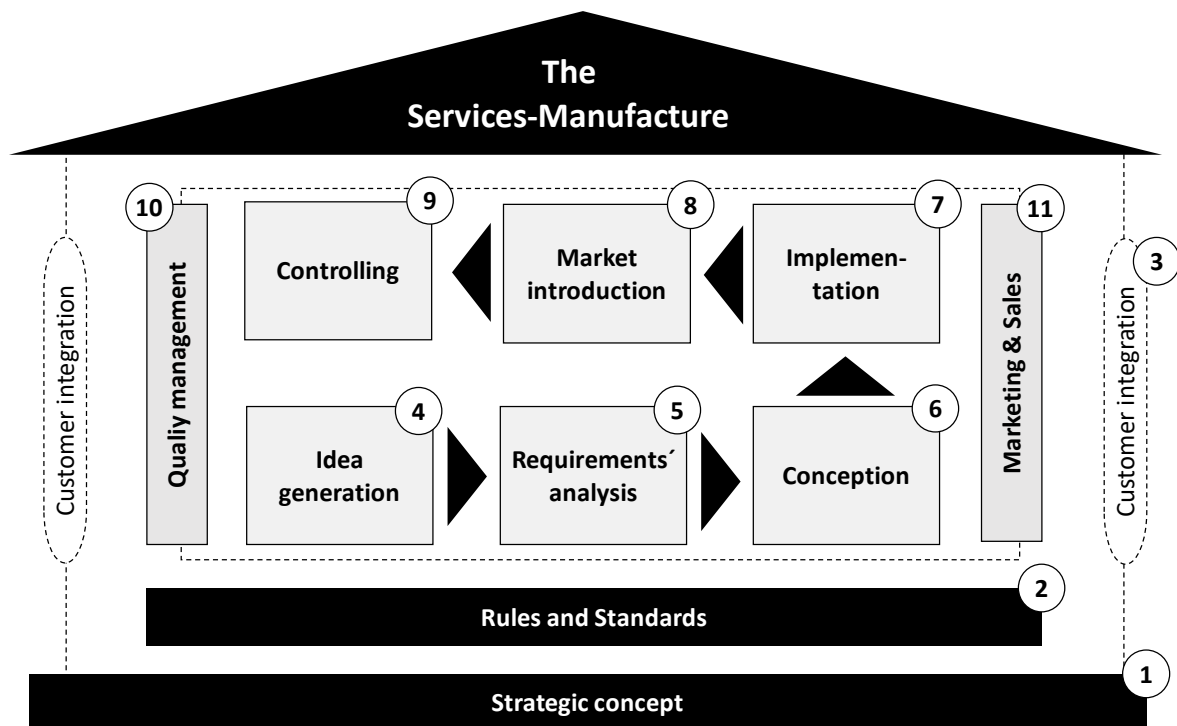 The
Services-Manufacture
10
9
8
7
11
Controlling
Market
introduction
Implemen-
tation
3
Customer integration
Qualiy management
Marketing & Sales
Customer integration
4
5
6
Idea
generation
Requirements´
analysis
Conception
2
Rules and Standards
1
Strategic concept